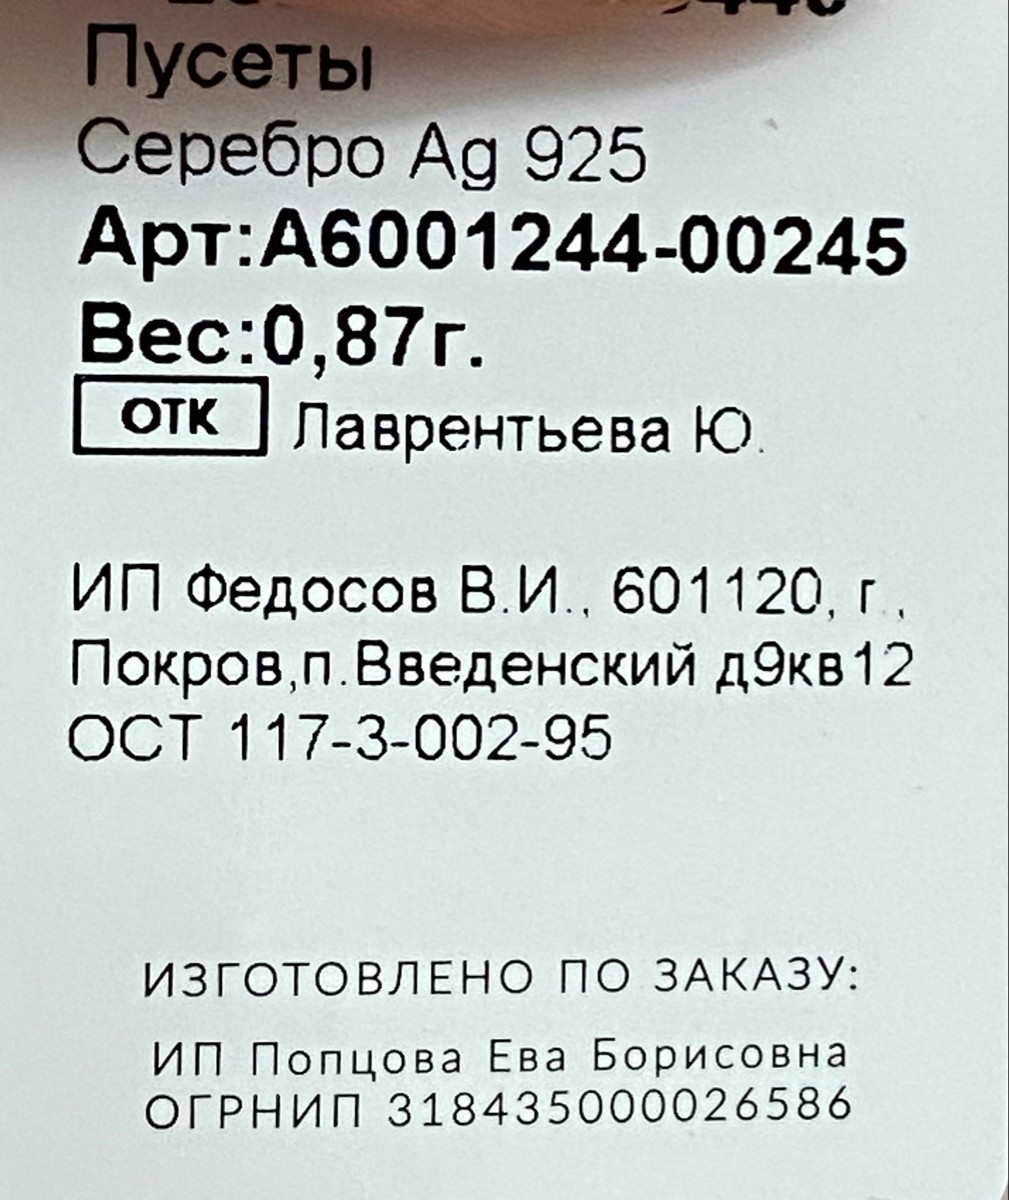 Пусеты
Серебро Ag 925
Арт:А6001244-00245
Вес:0,87г.
ОТК Лаврентьева Ю.
ИП Федосов В.И., 601120, г.,
Покров,п.Введенский д9кв12
ОСТ 117-3-002-95
ИЗГОТОВЛЕНО ПО ЗАКАЗУ:
ИП Попцова Ева Борисовна
ОГРНИП 318435000026586